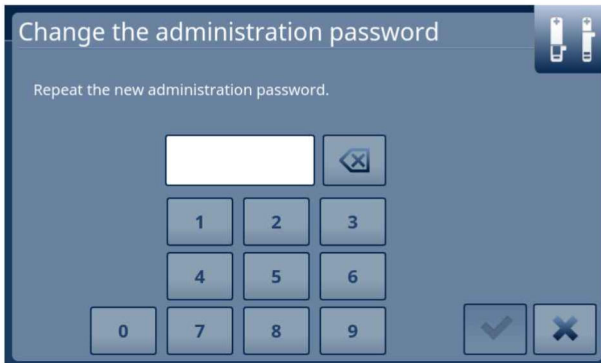 Change the administration password
Repeat the new administration password.
1 2 3
4 5 6
0 7 8 9